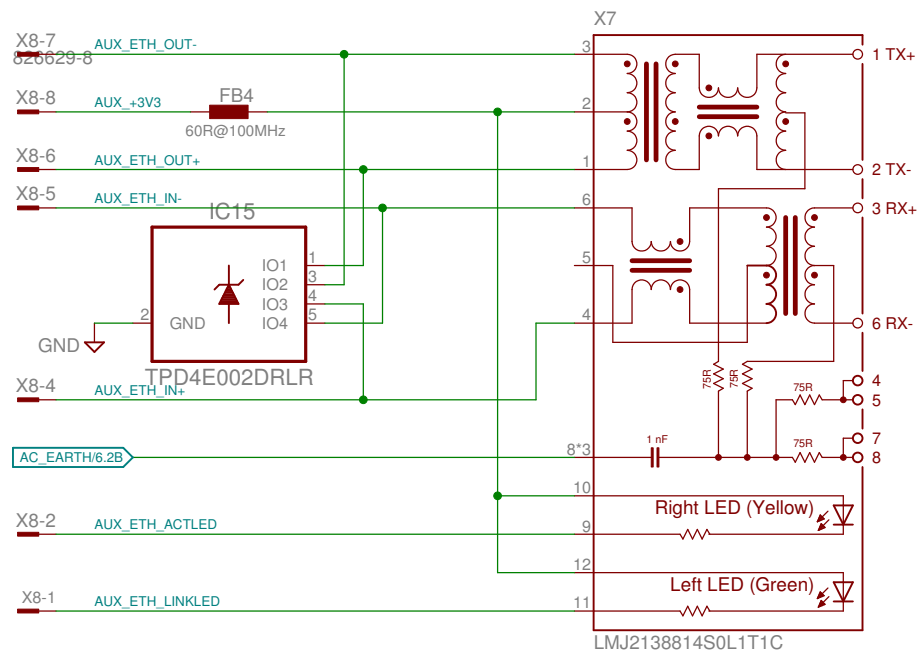 X7
X8-7
AUX_ETH_OUT-
826629-8
3
1 TX+
X8-8
AUX_+3V3
FB4
60R@100MHz
2
X8-6
AUX_ETH_OUT+
1
2 TX-
X8-5
AUX_ETH_IN-
6
3 RX+
IC15
IO1 1
IO2 3
IO3 4
IO4 5
2 GND
GND
TPD4E002DRLR
5
4
6 RX-
X8-4
AUX_ETH_IN+
75R
75R
75R
4
5
AC_EARTH/6.2B
8*3
1 nF
75R
7
8
10
Right LED (Yellow)
X8-2
AUX_ETH_ACTLED
9
12
Left LED (Green)
X8-1
AUX_ETH_LINKLED
11
LMJ2138814S0L1T1C